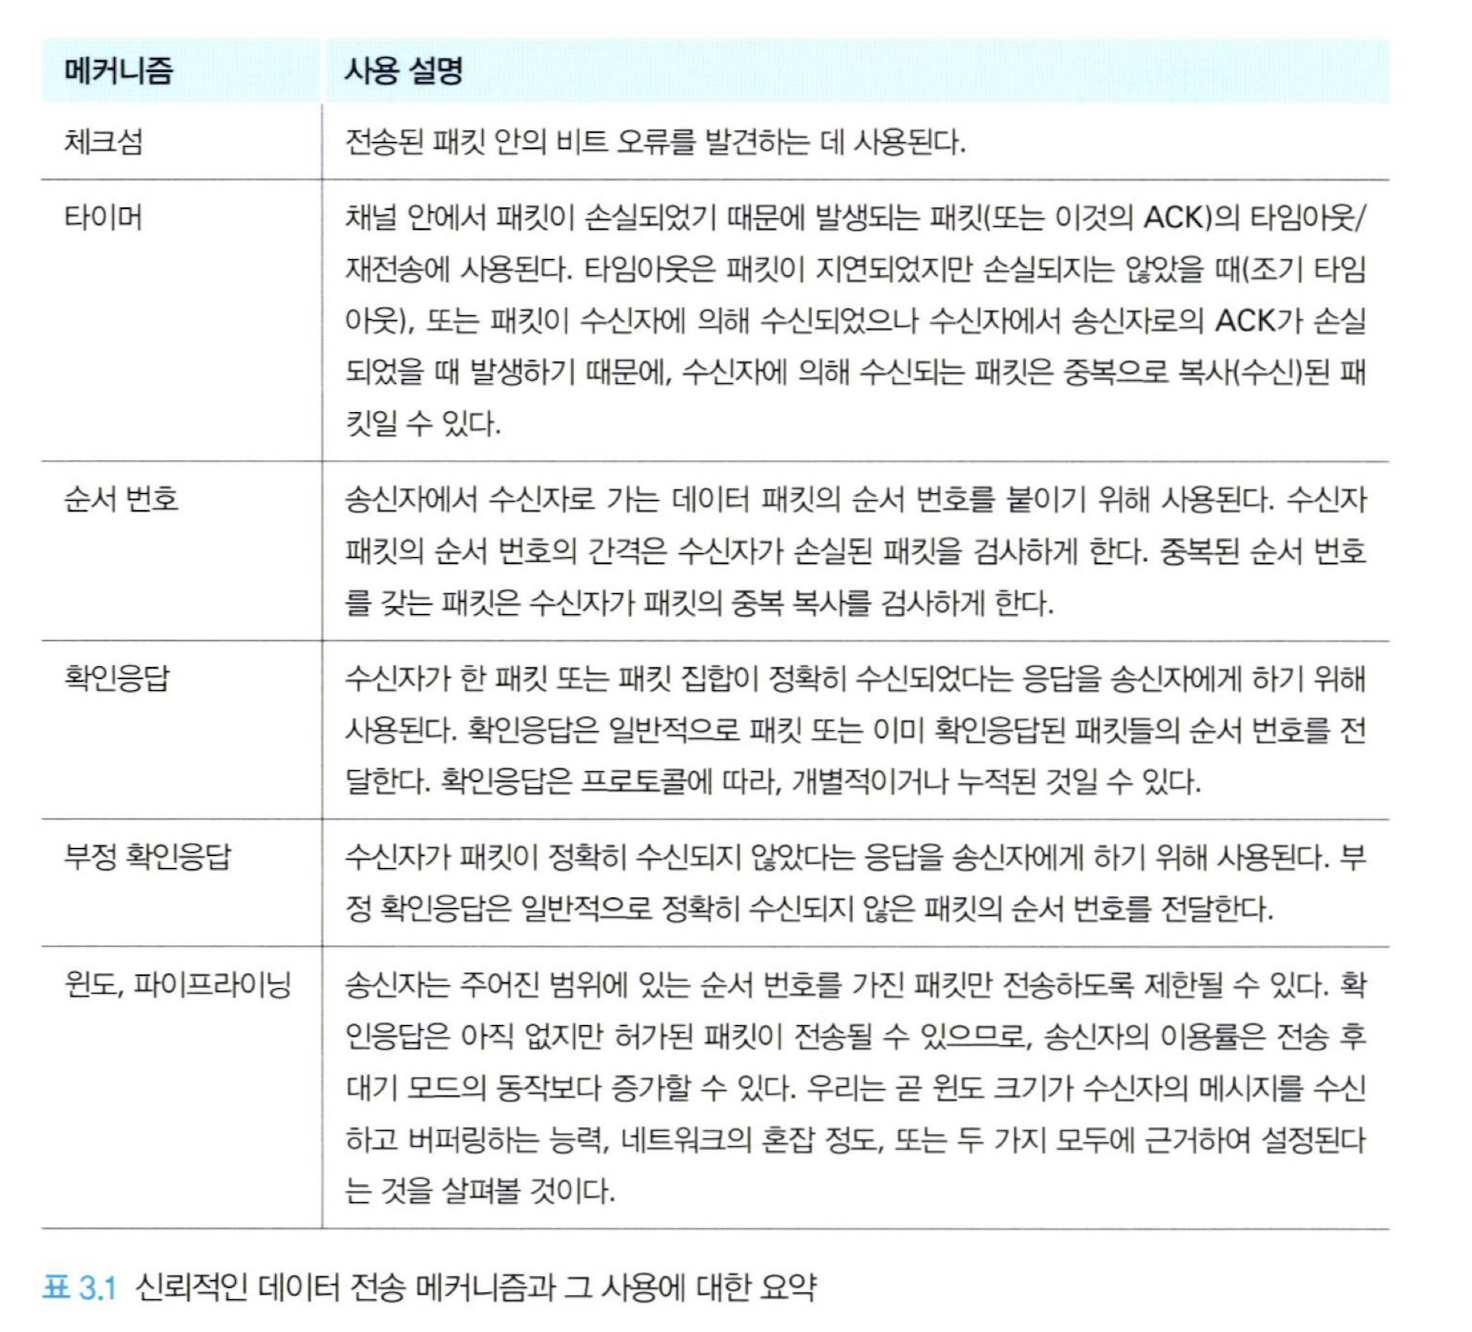 메커니즘 사용 설명
체크섬 전송된 패킷 안의 비트 오류를 발견하는 데 사용된다.
타이머 채널 안에서 패킷이 손실되었기 때문에 발생되는 패킷(또는 이것의 ACK)의 타임아웃/
재전송에 사용된다. 타임아웃은 패킷이 지연되었지만 손실되지는 않았을 때(조기 타임
아웃), 또는 패킷이 수신자에 의해 수신되었으나 수신자에서 송신자로의 ACK가 손실
되었을 때 발생하기 때문에, 수신자에 의해 수신되는 패킷은 중복으로 복사(수신)된 패
킷일 수 있다.
순서 번호 송신자에서 수신자로 가는 데이터 패킷의 순서 번호를 붙이기 위해 사용된다. 수신자
패킷의 순서 번호의 간격은 수신자가 손실된 패킷을 검사하게 한다. 중복된 순서 번호
를 갖는 패킷은 수신자가 패킷의 중복 복사를 검사하게 한다.
확인응답 수신자가 한 패킷 또는 패킷 집합이 정확히 수신되었다는 응답을 송신자에게 하기 위해
사용된다. 확인응답은 일반적으로 패킷 또는 이미 확인응답된 패킷들의 순서 번호를 전
달한다. 확인응답은 프로토콜에 따라, 개별적이거나 누적된 것일 수 있다.
부정 확인응답 수신자가 패킷이 정확히 수신되지 않았다는 응답을 송신자에게 하기 위해 사용된다. 부
정 확인응답은 일반적으로 정확히 수신되지 않은 패킷의 순서 번호를 전달한다.
윈도, 파이프라이닝 송신자는 주어진 범위에 있는 순서 번호를 가진 패킷만 전송하도록 제한될 수 있다. 확
인응답은 아직 없지만 허가된 패킷이 전송될 수 있으므로, 송신자의 이용률은 전송 후
대기 모드의 동작보다 증가할 수 있다. 우리는 곧 윈도 크기가 수신자의 메시지를 수신
하고 버퍼링하는 능력, 네트워크의 혼잡 정도, 또는 두 가지 모두에 근거하여 설정된다
는 것을 살펴볼 것이다.
표 3.1 신뢰적인 데이터 전송 메커니즘과 그 사용에 대한 요약